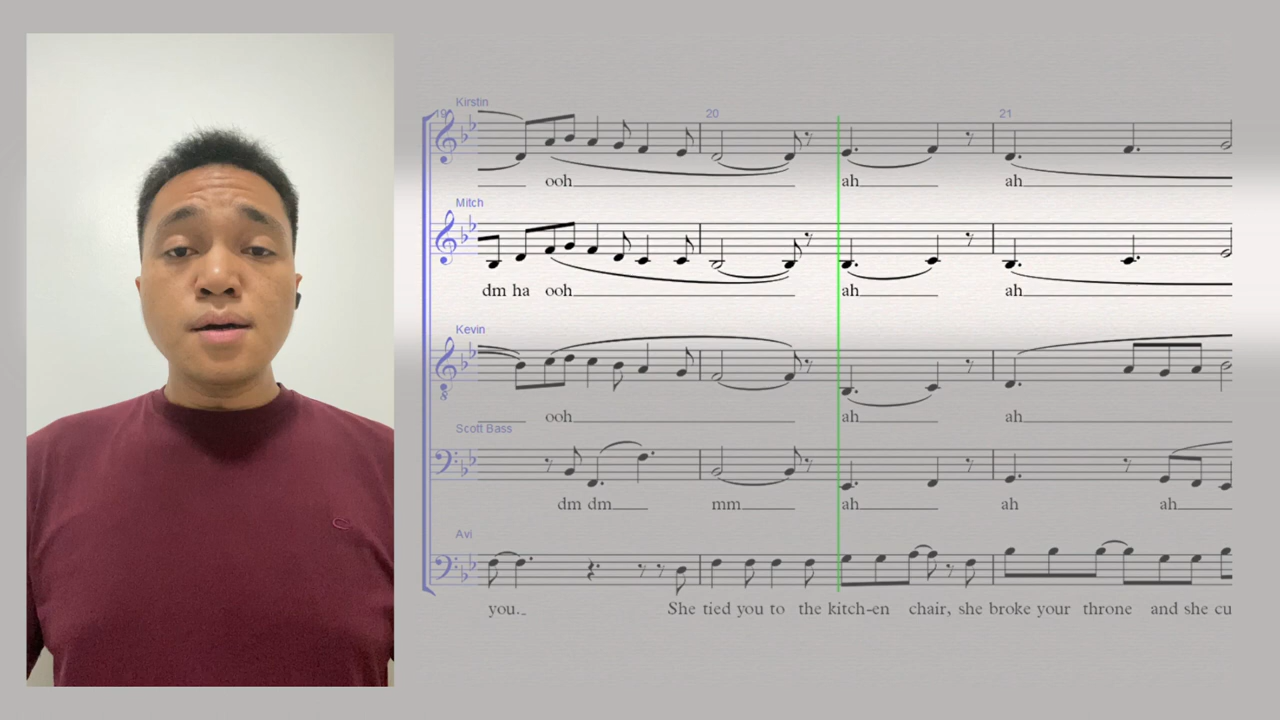 Kirstin
19 20 21
ooh ah ah
Mitch
dm ha ooh ah ah
Kevin
8
ooh ah ah
Scott Bass
dm dm mm ah ah ah
Avi
you. She tied you to the kitch-en chair, she broke your throne and she cu